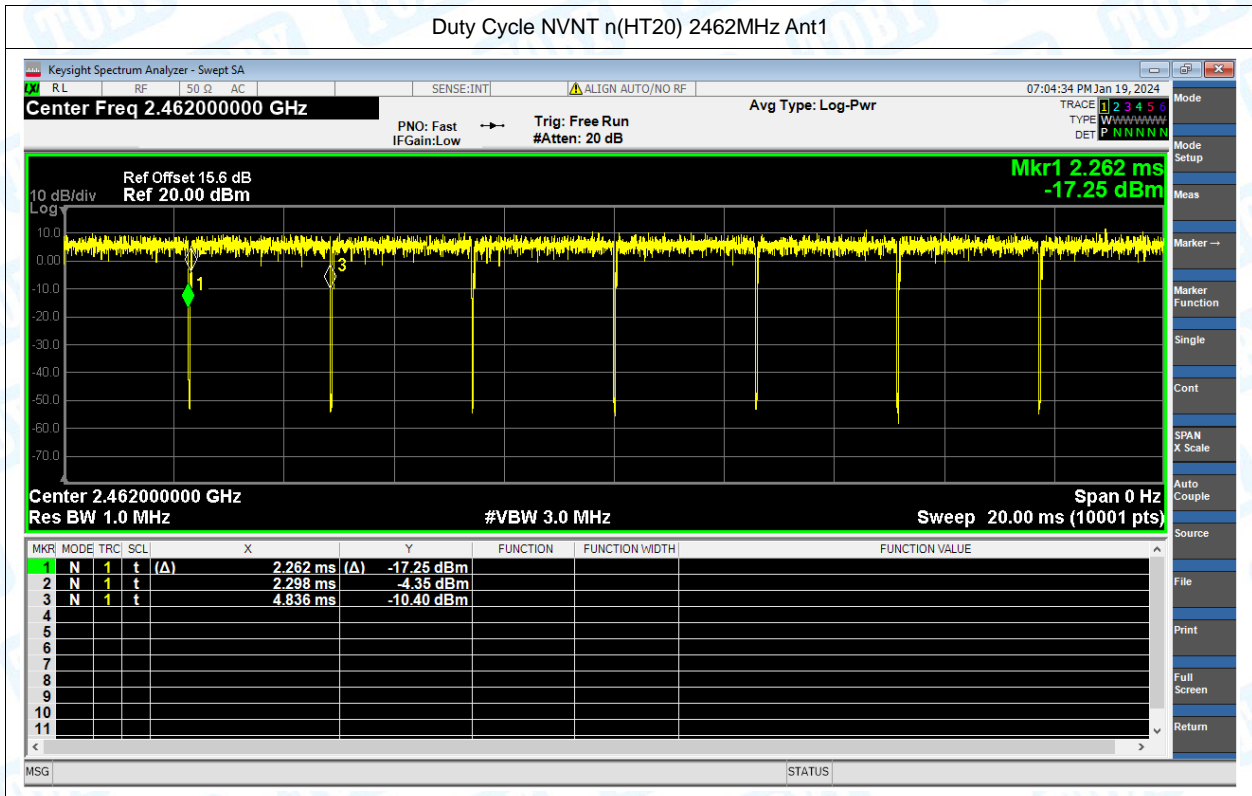 Duty Cycle NVNT n(HT20) 2462MHz Ant1
Keysight Spectrum Analyzer - Swept SA
LXI RL RF 50 Ω AC SENSE:INT ALIGN AUTO/NO RF 07:04:34 PM Jan 19, 2024
Center Freq 2.462000000 GHz
PNO: Fast
IFGain:Low
Trig: Free Run
#Atten: 20 dB
Avg Type: Log-Pwr
TRACE 1 2 3 4 5 6
TYPE WWWWWWW
DET P N N N N N
Mkr1 2.262 ms
-17.25 dBm
Ref Offset 15.6 dB
10 dB/div Ref 20.00 dBm
Log
10.0
0.00
-10.0
-20.0
-30.0
-40.0
-50.0
-60.0
-70.0
1
3
Center 2.462000000 GHz Span 0 Hz
Res BW 1.0 MHz #VBW 3.0 MHz Sweep 20.00 ms (10001 pts)
MKR MODE TRC SCL X Y FUNCTION FUNCTION WIDTH FUNCTION VALUE
1 N 1 t (Δ) 2.262 ms (Δ) -17.25 dBm
2 N 1 t 2.298 ms -4.35 dBm
3 N 1 t 4.836 ms -10.40 dBm
4
5
6
7
8
9
10
11
MSG STATUS
Mode
Mode
Setup
Meas
Marker→
Marker
Function
Single
Cont
SPAN
X Scale
Auto
Couple
Source
File
Print
Full
Screen
Return
TOBY